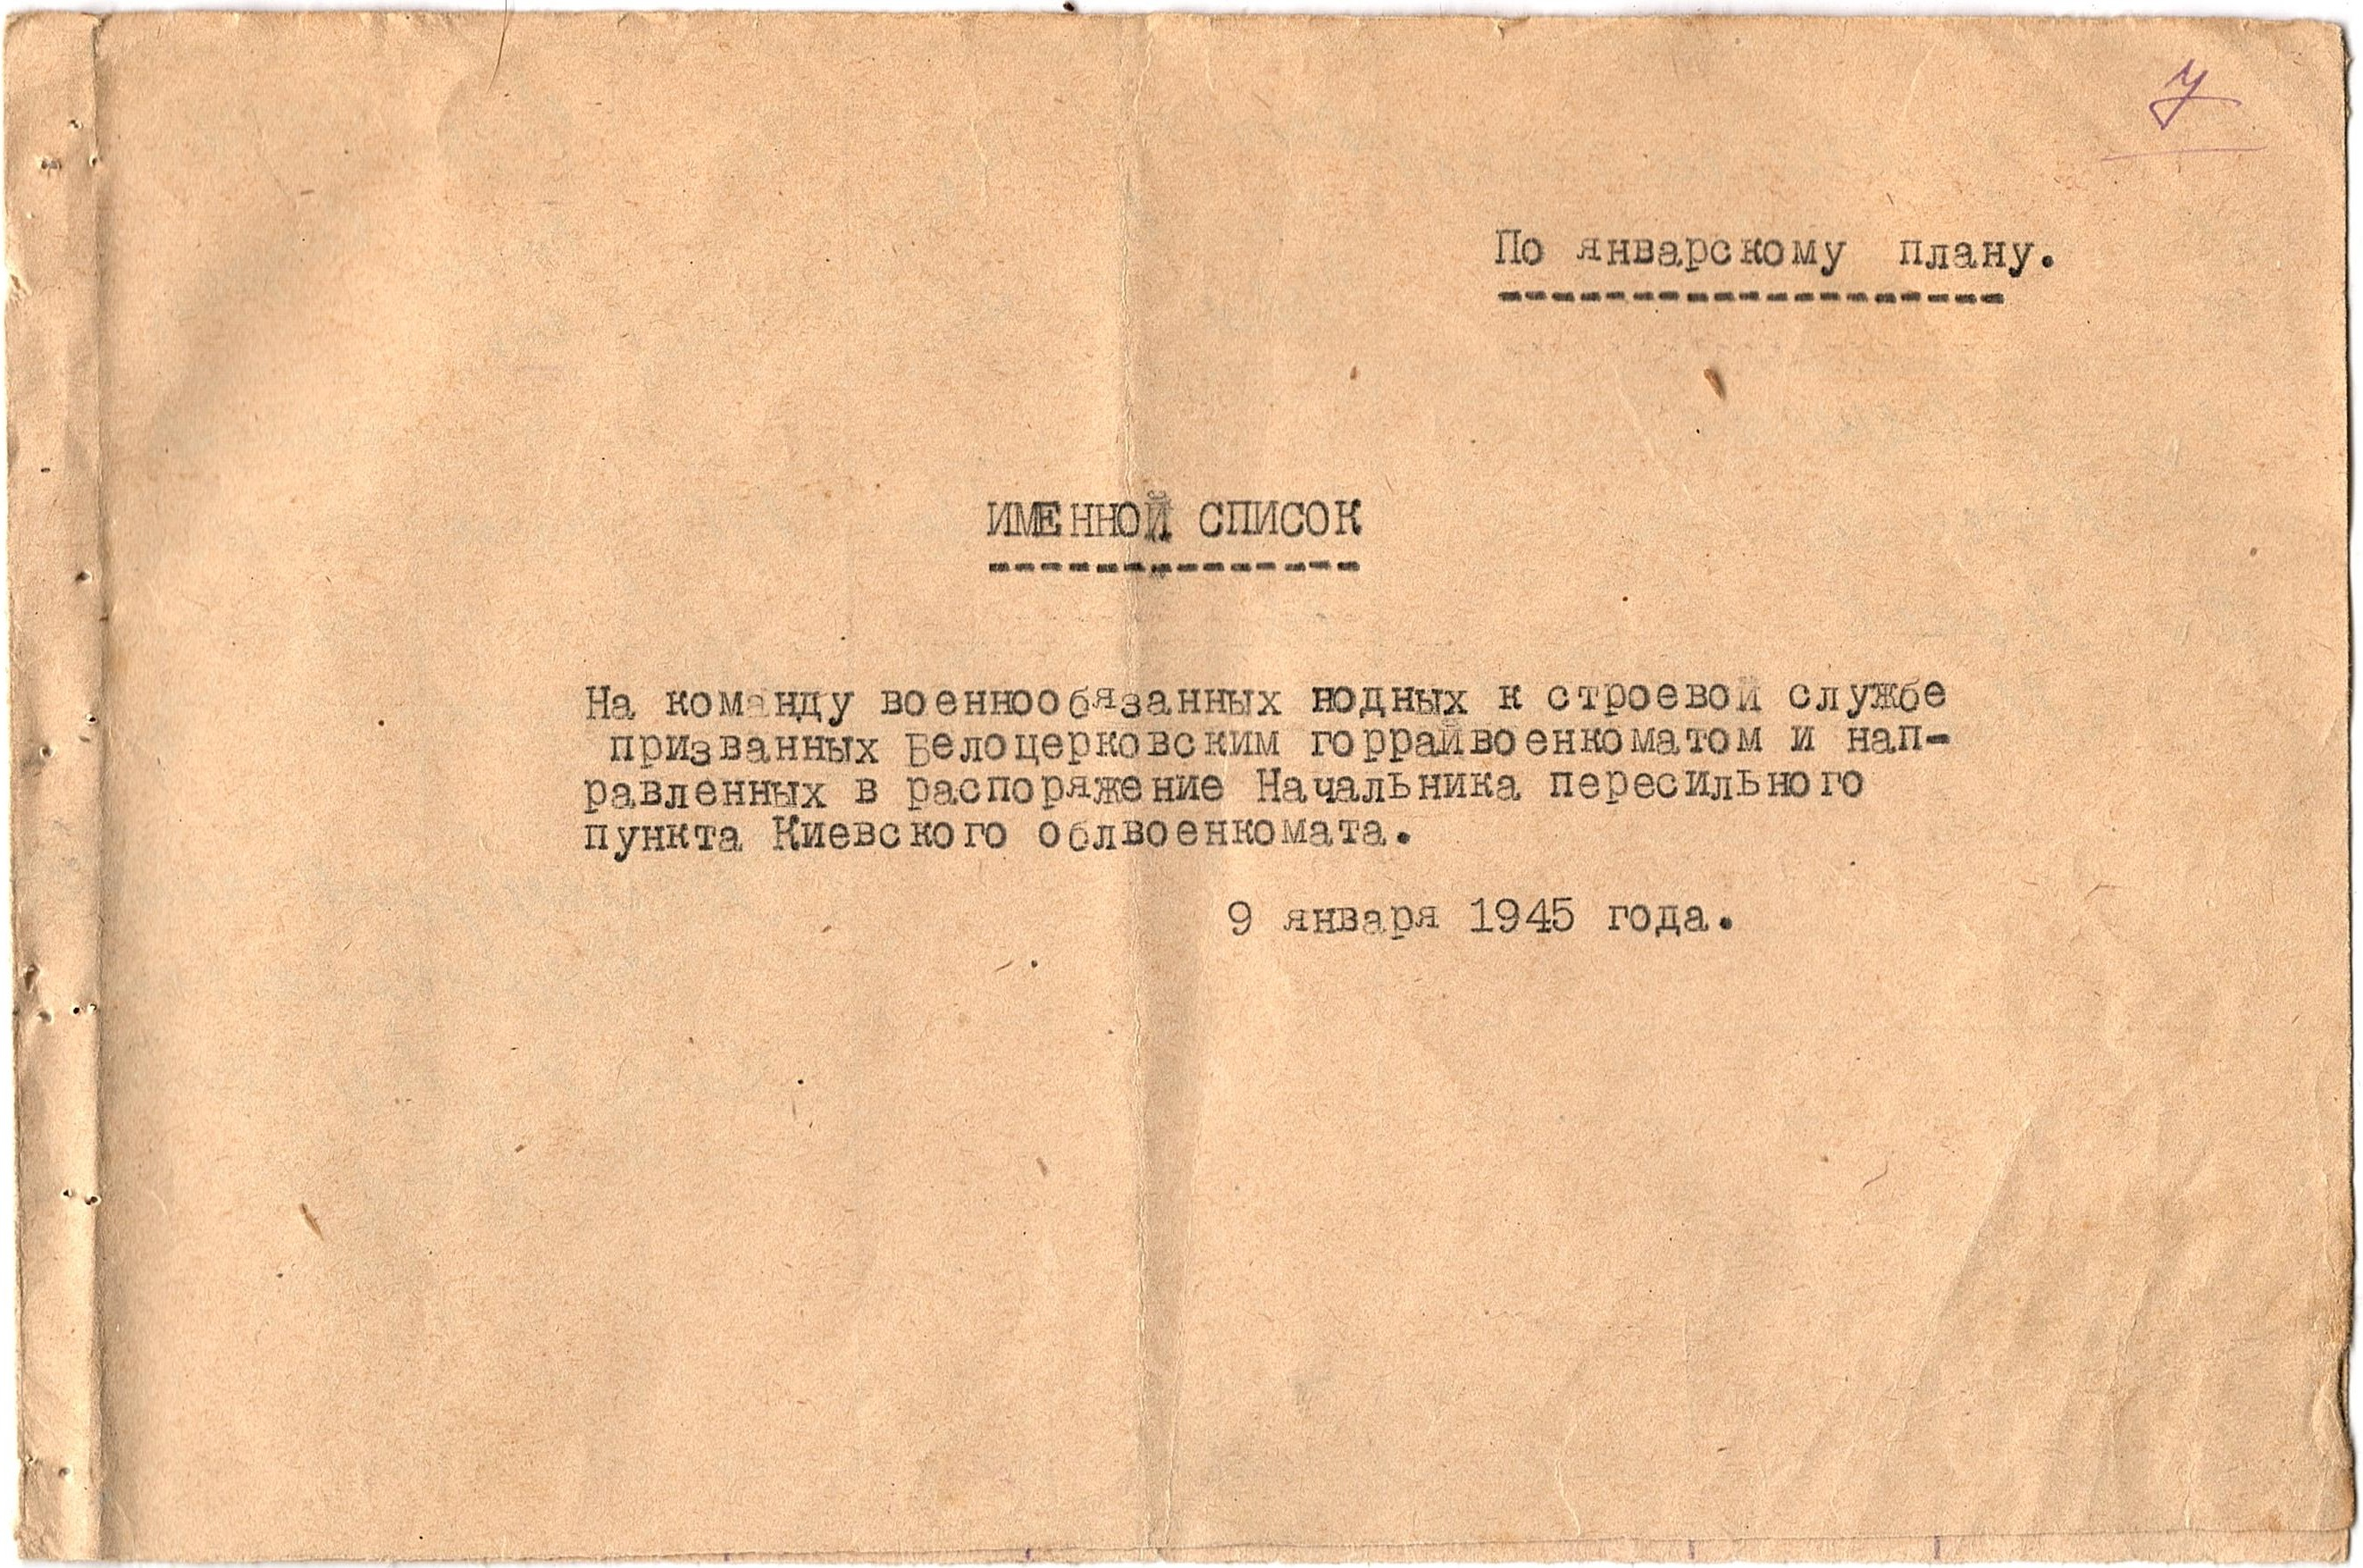 По январскому плану.
ИМЕННОЙ СПИСОК
На команду военнообязанных нодных к строевой службе
призванных Белоцерковским горрайвоенкоматом и нап-
равленных в распоряжение Начальника пересильного
пункта Киевского облвоенкомата.
9 января 1945 года.